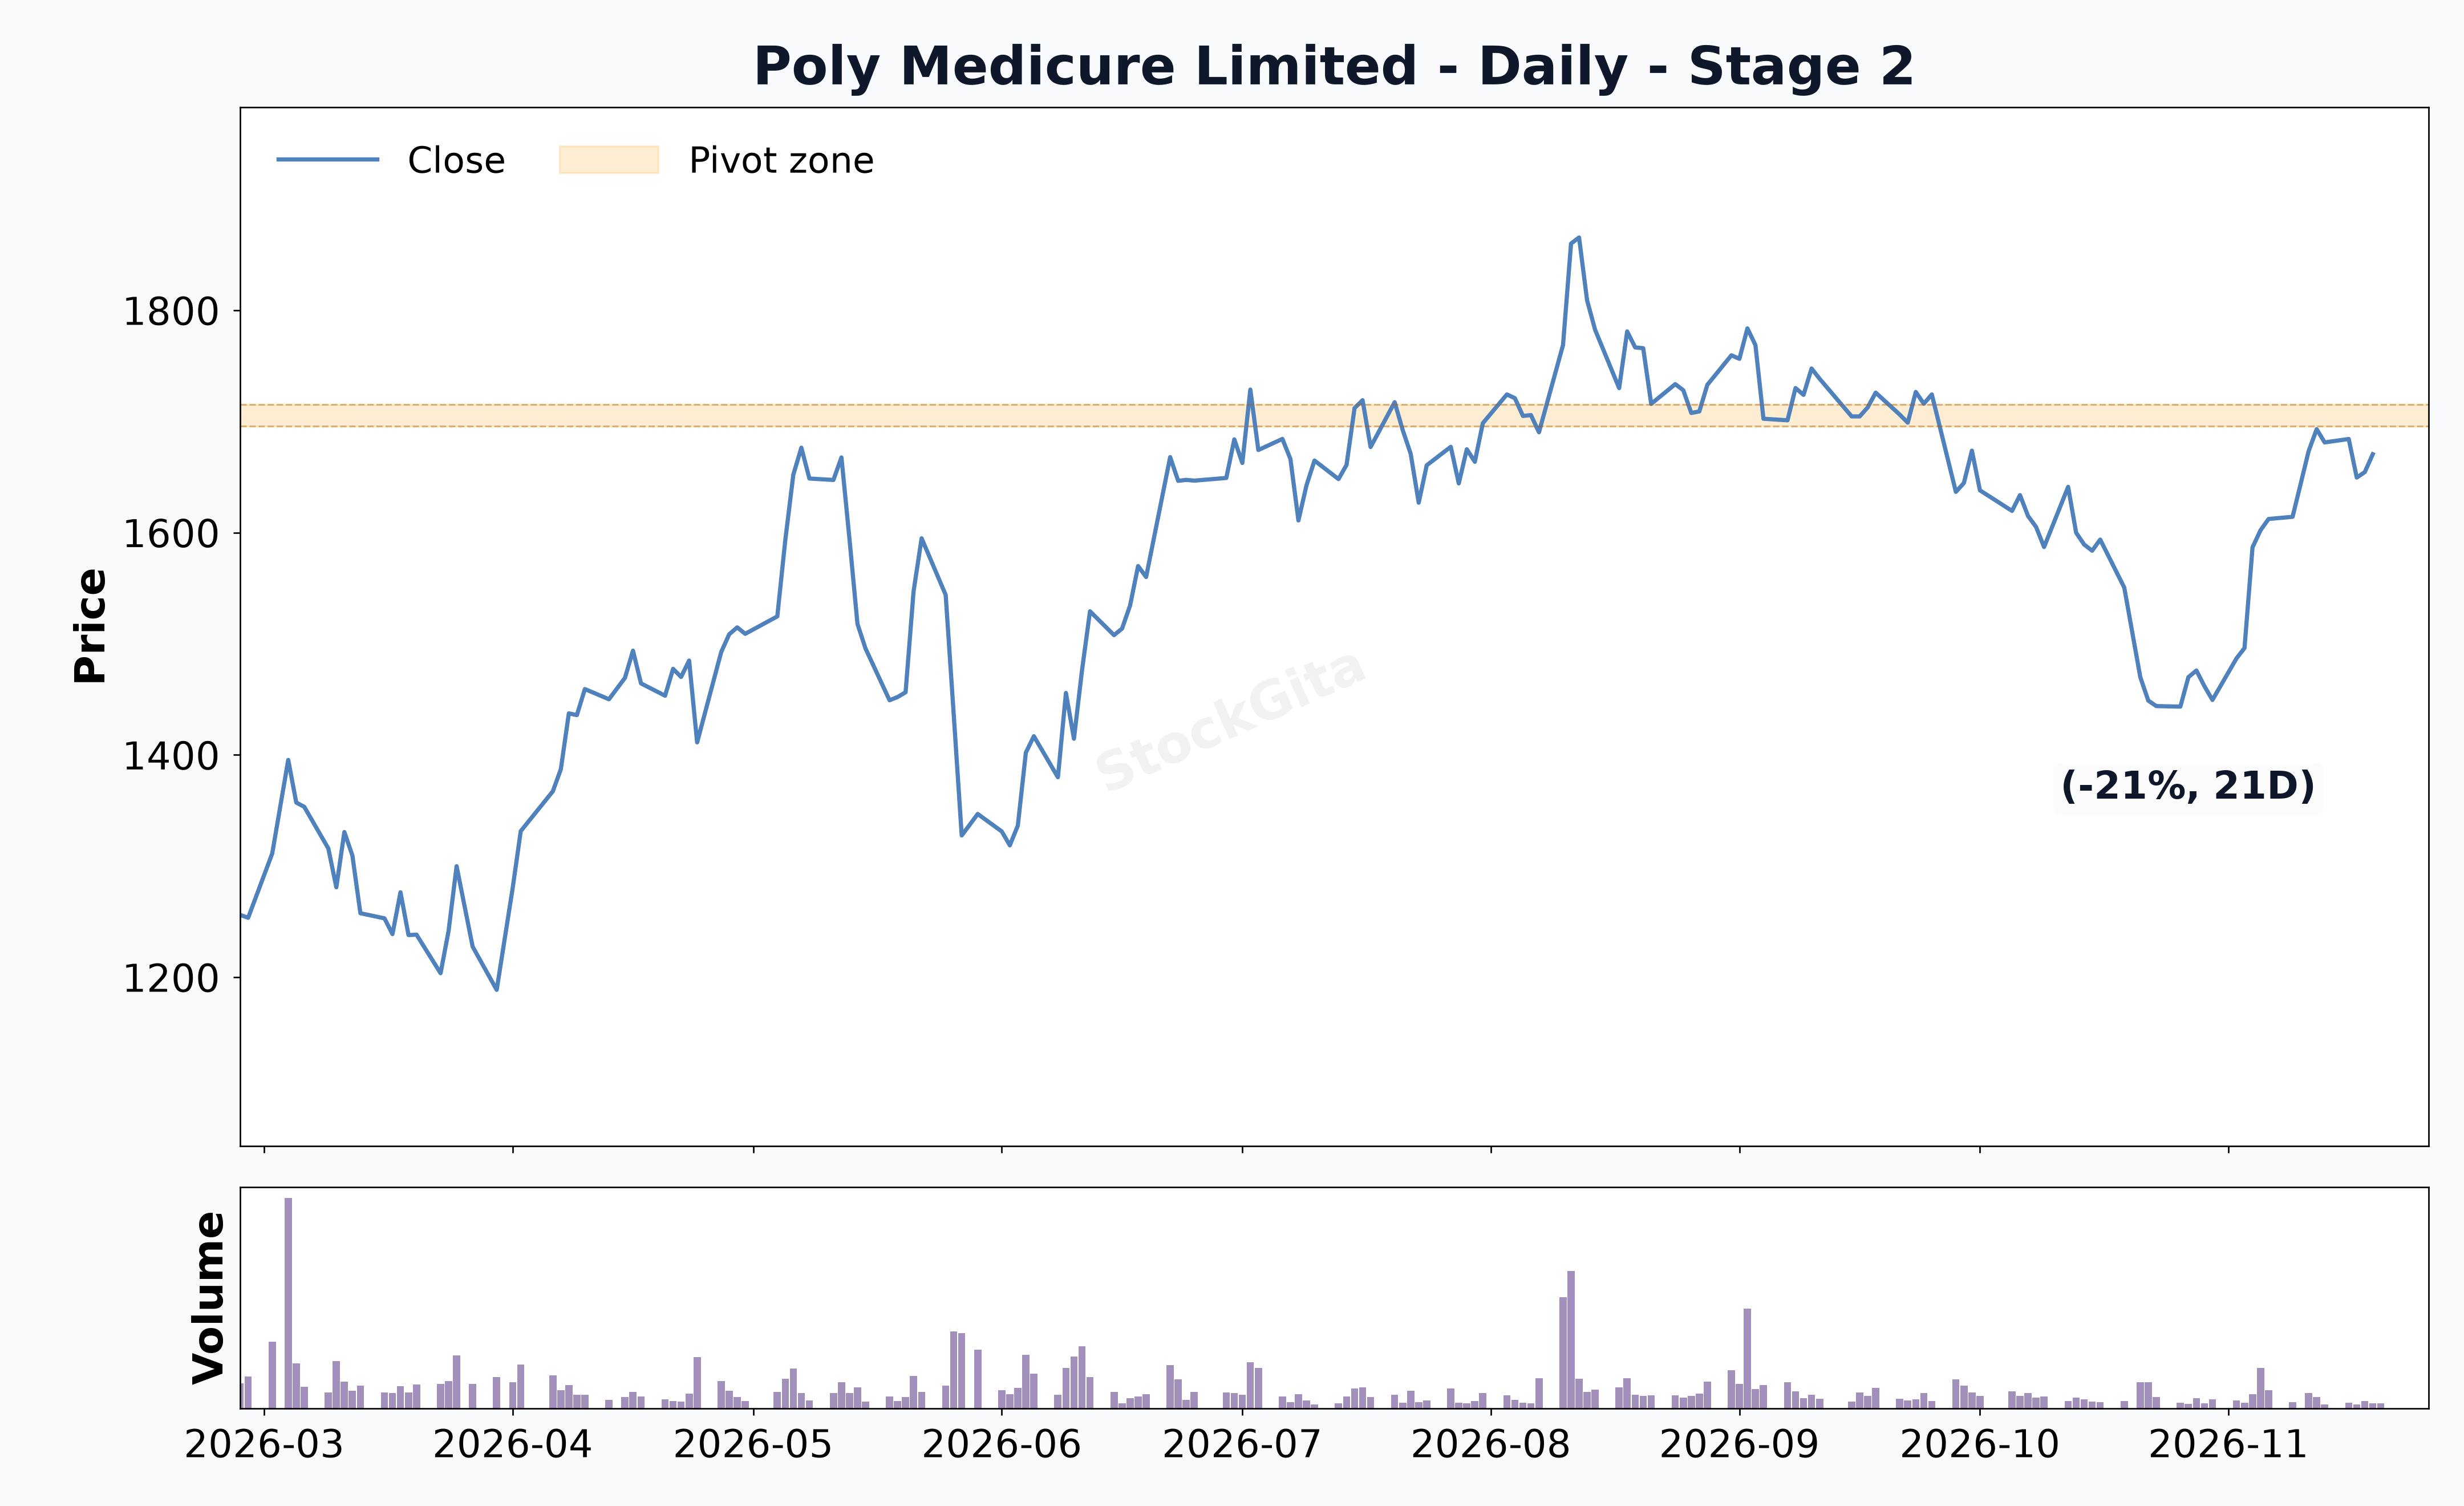 Poly Medicure Limited - Daily - Stage 2
Close
Pivot zone
Price
1800
1600
1400
1200
StockGita
(-21%, 21D)
Volume
2026-03
2026-04
2026-05
2026-06
2026-07
2026-08
2026-09
2026-10
2026-11